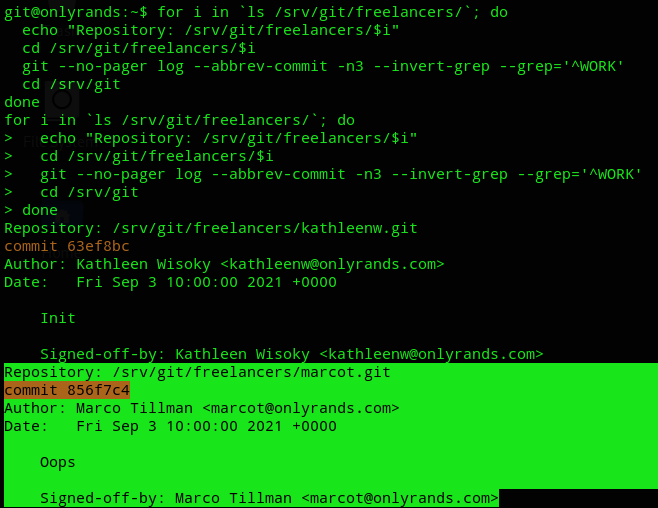 git@onlyrands:~$ for i in `ls /srv/git/freelancers/`; do
  echo "Repository: /srv/git/freelancers/$i"
  cd /srv/git/freelancers/$i
  git --no-pager log --abbrev-commit -n3 --invert-grep --grep='^WORK'
  cd /srv/git
done
for i in `ls /srv/git/freelancers/`; do
>   echo "Repository: /srv/git/freelancers/$i"
>   cd /srv/git/freelancers/$i
>   git --no-pager log --abbrev-commit -n3 --invert-grep --grep='^WORK'
>   cd /srv/git
> done
Repository: /srv/git/freelancers/kathleenw.git
commit 63ef8bc
Author: Kathleen Wisoky <kathleenw@onlyrands.com>
Date:   Fri Sep 3 10:00:00 2021 +0000

    Init

    Signed-off-by: Kathleen Wisoky <kathleenw@onlyrands.com>
Repository: /srv/git/freelancers/marcot.git
commit 856f7c4
Author: Marco Tillman <marcot@onlyrands.com>
Date:   Fri Sep 3 10:00:00 2021 +0000

    Oops

    Signed-off-by: Marco Tillman <marcot@onlyrands.com>